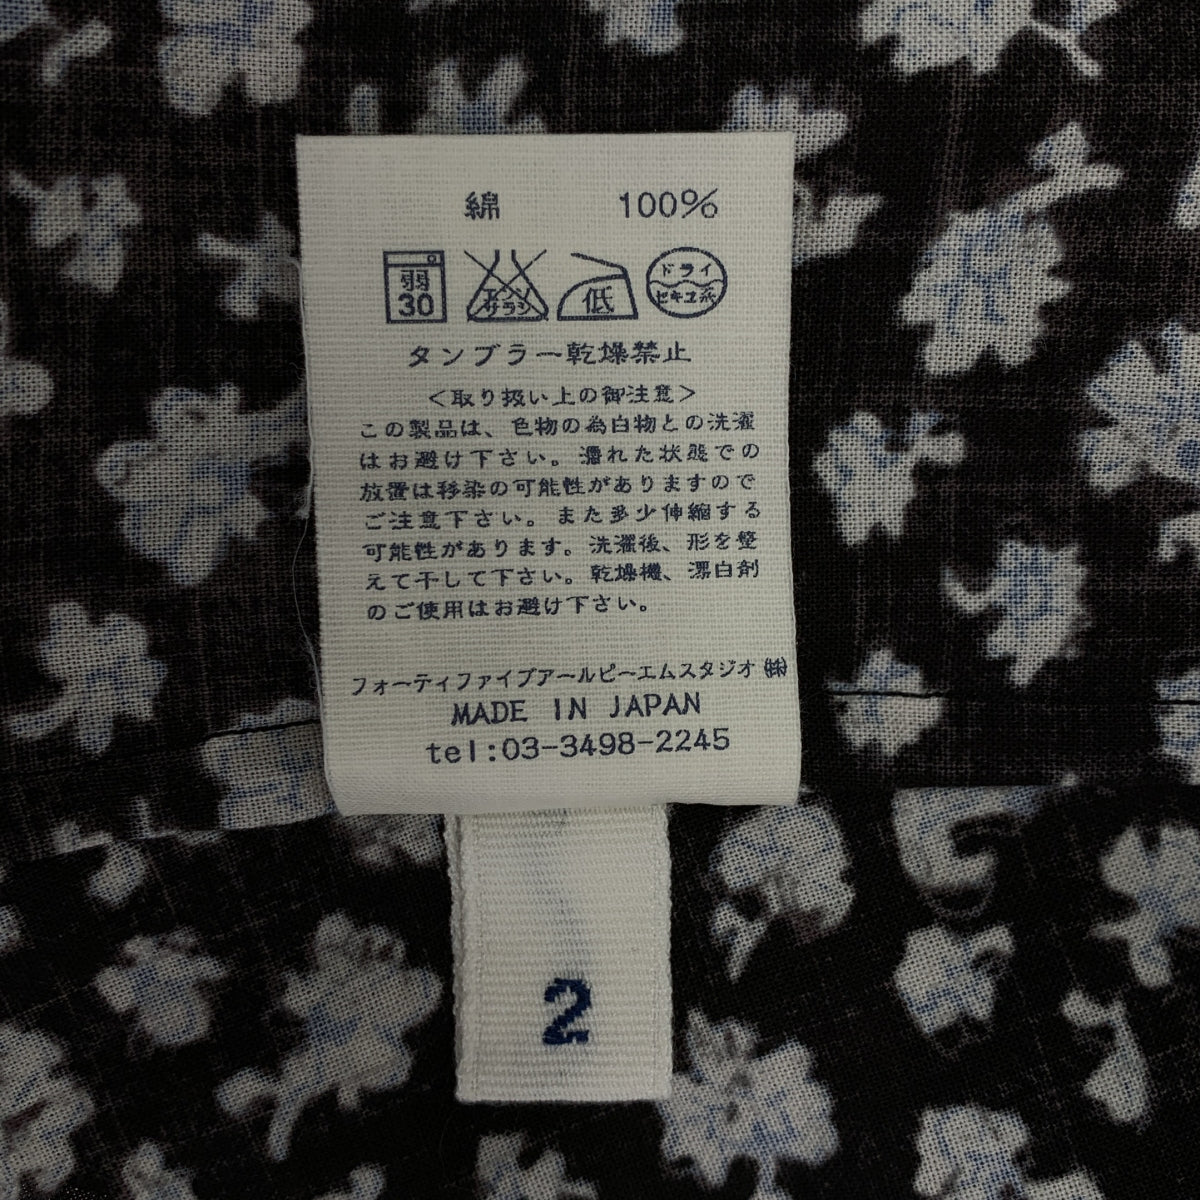 綿 100%
弱 30 エンソ サラシ 低 ドライ セキユ系
タンブラー乾燥禁止
<取り扱い上の御注意>
この製品は、色物の為白物との洗濯
はお避け下さい。濡れた状態での
放置は移染の可能性がありますので
ご注意下さい。また多少伸縮する
可能性があります。洗濯後、形を整
えて干して下さい。乾燥機、漂白剤
のご使用はお避け下さい。
フォーティファイブアールピーエムスタジオ㈱
MADE IN JAPAN
tel:03-3498-2245
2